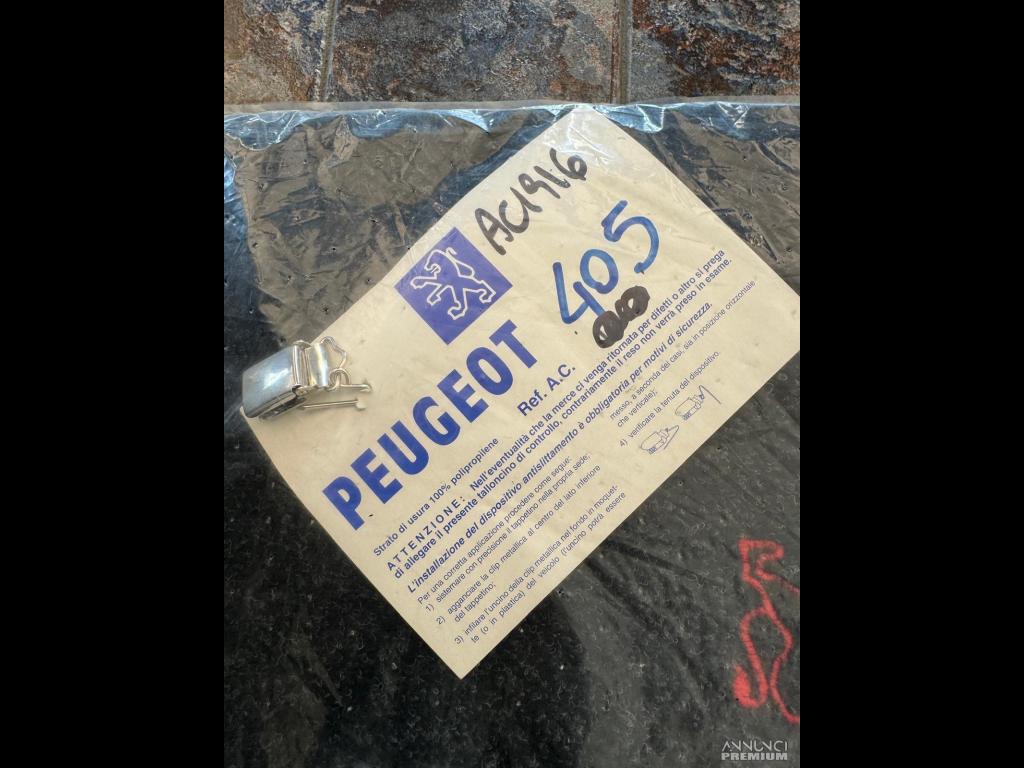 AC1916
405
PEUGEOT
Ref. A.C.
Strato di usura 100% polipropilene
ATTENZIONE: Nell'eventualità che la merce ci venga ritornata per difetti o altro si prega
di allegare il presente talloncino di controllo, contrariamente il reso non verrà preso in esame.
L'installazione del dispositivo antislittamento è obbligatoria per motivi di sicurezza.
Per una corretta applicazione procedere come segue:
1) sistemare con precisione il tappetino nella propria sede;
2) agganciare la clip metallica al centro del lato inferiore
del tappetino;
3) infilare l'uncino della clip metallica nel fondo in moquet-
te (o in plastica) del veicolo (l'uncino potrà essere
messo, a seconda dei casi, sia in posizione orizzontale
che verticale);
4) verificare la tenuta del dispositivo.
ANNUNCI
PREMIUM